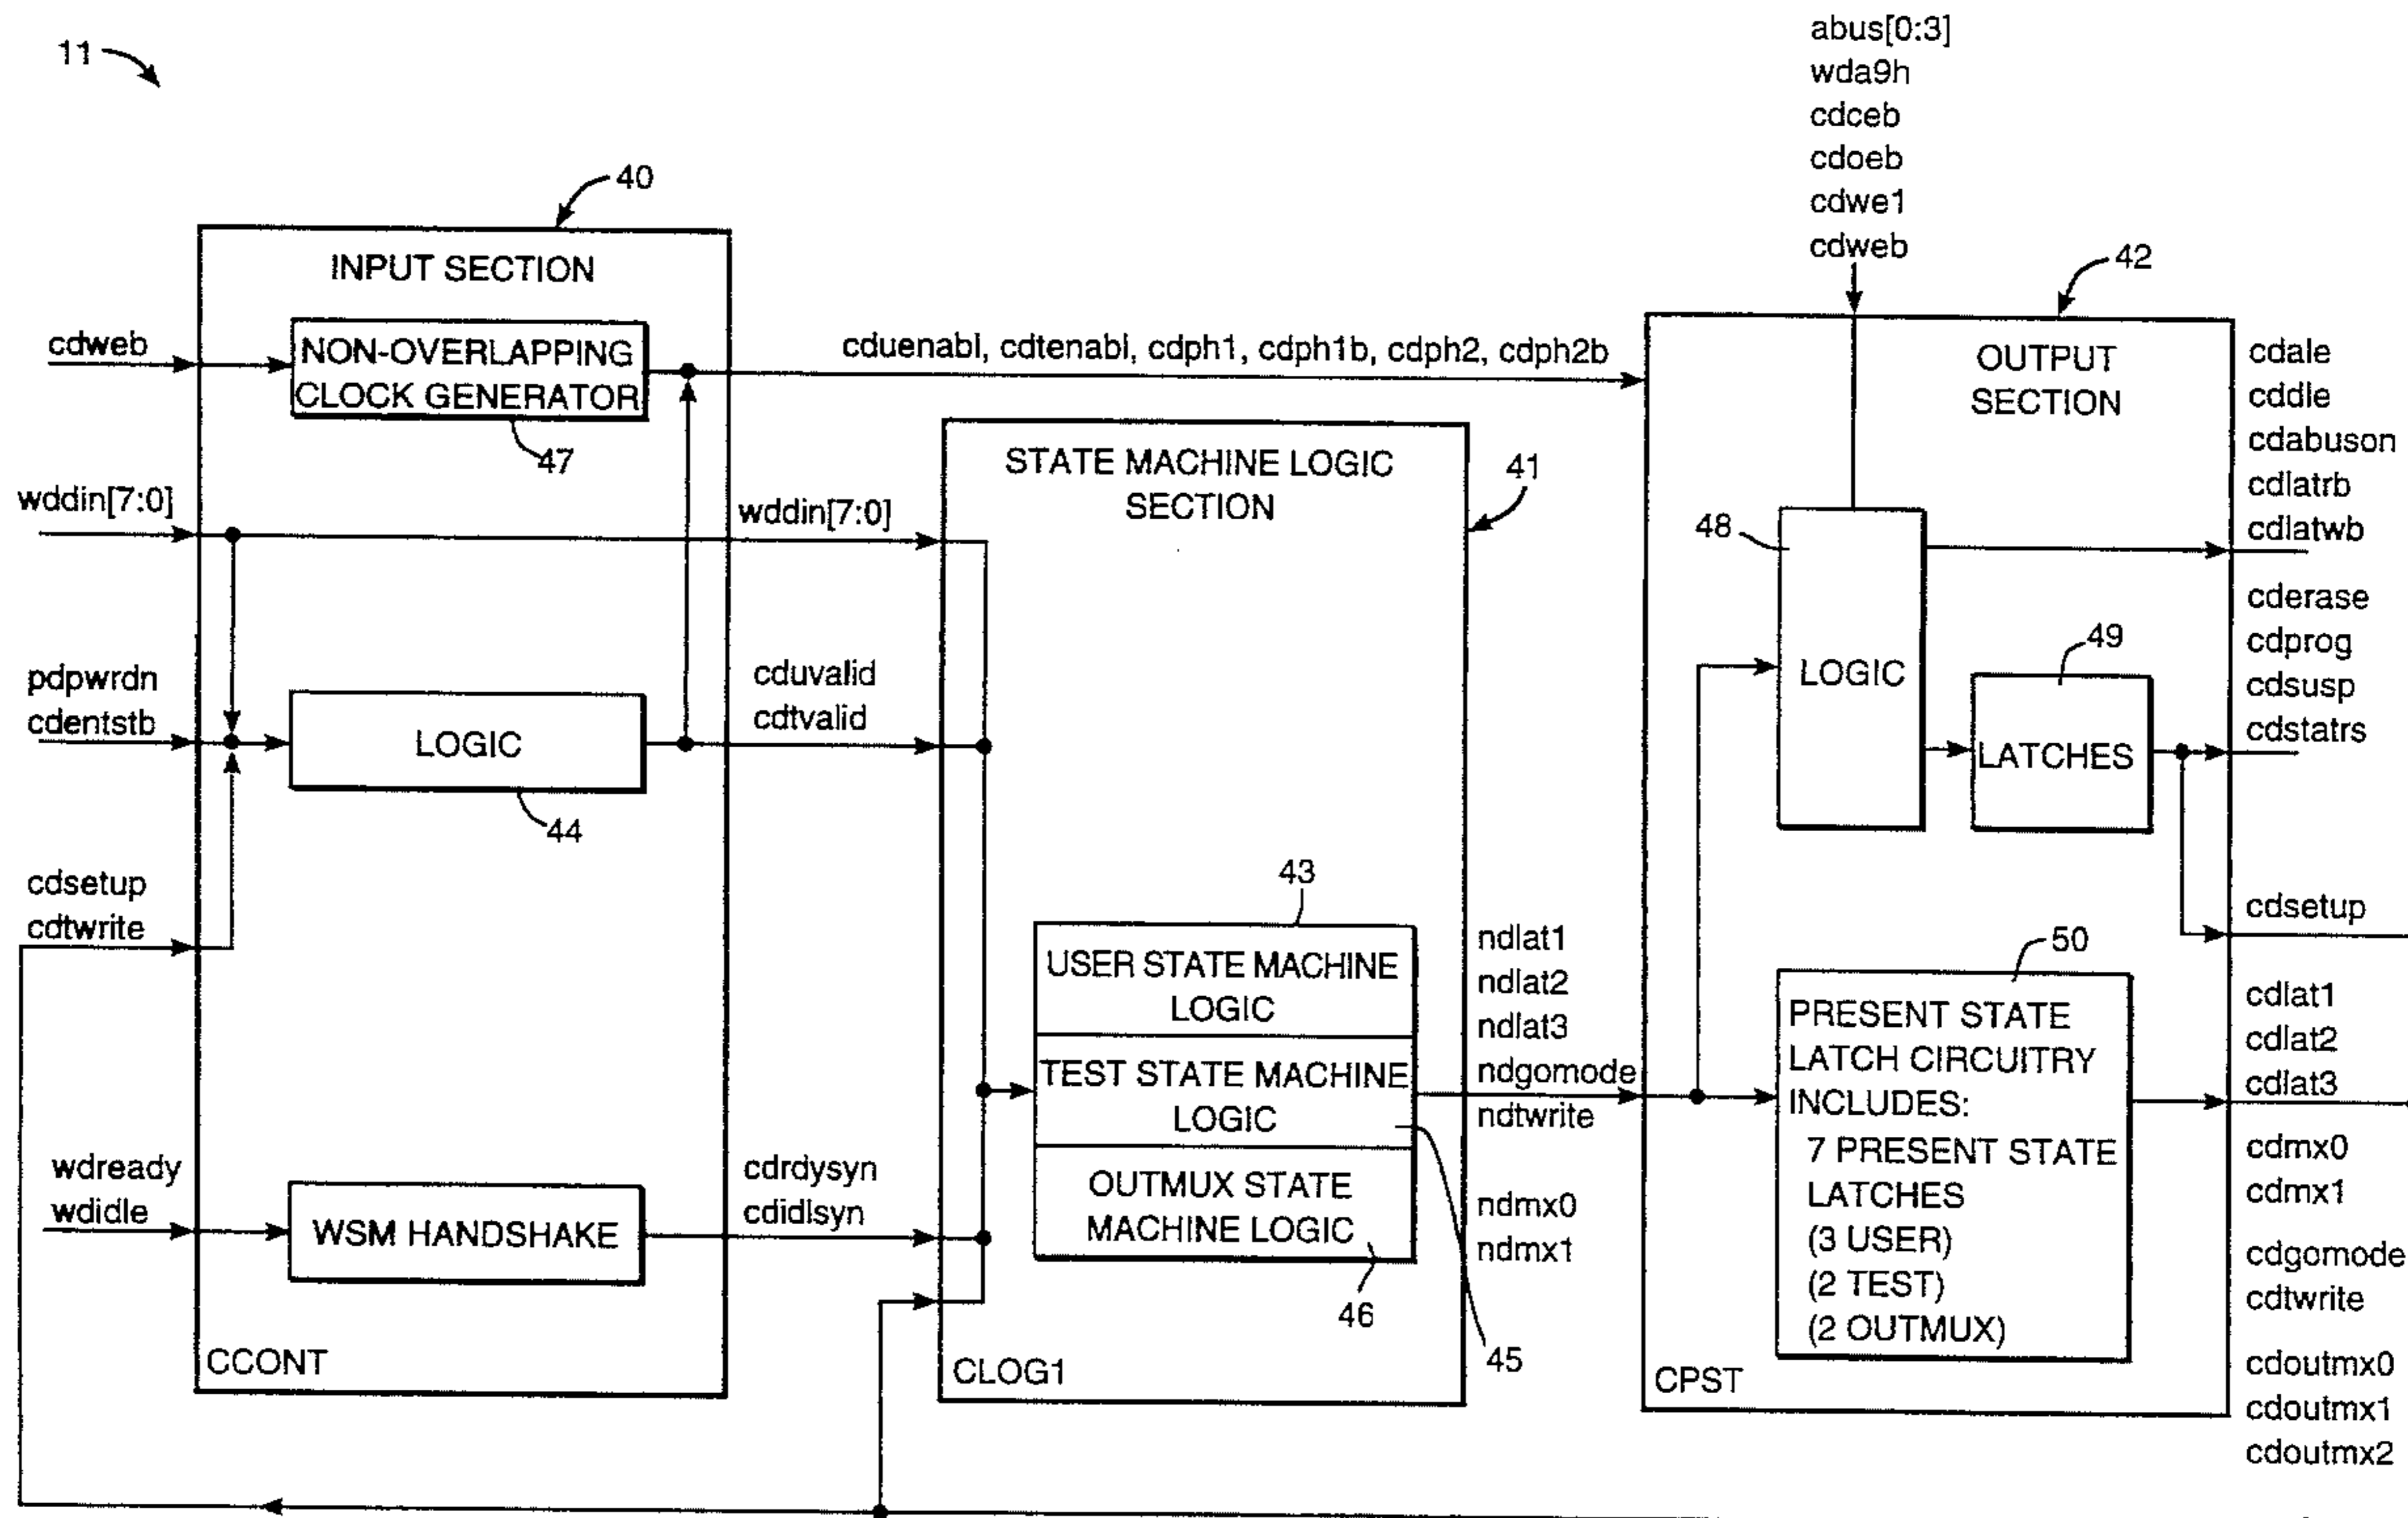 11
abus[0:3]
wda9h
cdceb
cdoeb
cdwe1
cdweb
40
INPUT SECTION
cdweb
NON-OVERLAPPING
CLOCK GENERATOR
47
wddin[7:0]
pdpwrdn
cdentstb
LOGIC
44
cdsetup
cdtwrite
wdready
wdidle
WSM HANDSHAKE
CCONT
cduenabl, cdtenabl, cdph1, cdph1b, cdph2, cdph2b
wddin[7:0]
cduvalid
cdtvalid
cdrdysyn
cdidlsyn
STATE MACHINE LOGIC
SECTION
41
43
USER STATE MACHINE
LOGIC
TEST STATE MACHINE
LOGIC
OUTMUX STATE
MACHINE LOGIC
46
45
CLOG1
ndlat1
ndlat2
ndlat3
ndgomode
ndtwrite
ndmx0
ndmx1
42
OUTPUT
SECTION
48
LOGIC
49
LATCHES
50
PRESENT STATE
LATCH CIRCUITRY
INCLUDES:
7 PRESENT STATE
LATCHES
(3 USER)
(2 TEST)
(2 OUTMUX)
CPST
cdale
cddle
cdabuson
cdlatrb
cdlatwb
cderase
cdprog
cdsusp
cdstatrs
cdsetup
cdlat1
cdlat2
cdlat3
cdmx0
cdmx1
cdgomode
cdtwrite
cdoutmx0
cdoutmx1
cdoutmx2